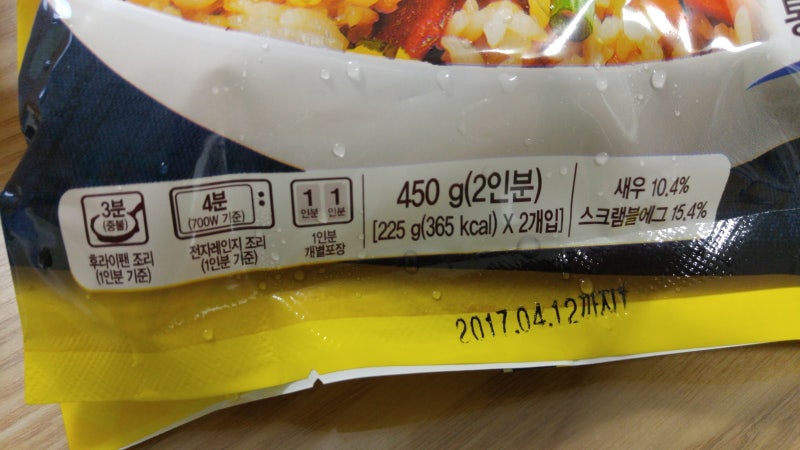 3분
(중불)
후라이팬 조리
(1인분 기준)
4분
(700W 기준)
전자레인지 조리
(1인분 기준)
1 1
인분 인분
1인분
개별포장
450 g(2인분)
[225 g(365 kcal) X 2개입]
새우 10.4%
스크램블에그 15.4%
2017.04.12까지